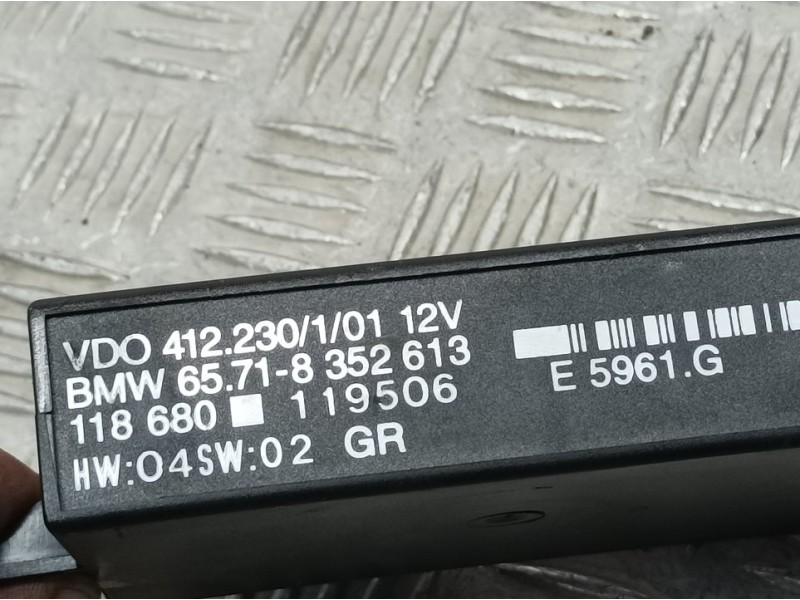 VDO 412.230/1/01 12V
BMW 65.71-8 352 613
118 680 119506
HW:04SW:02 GR
E 5961.G